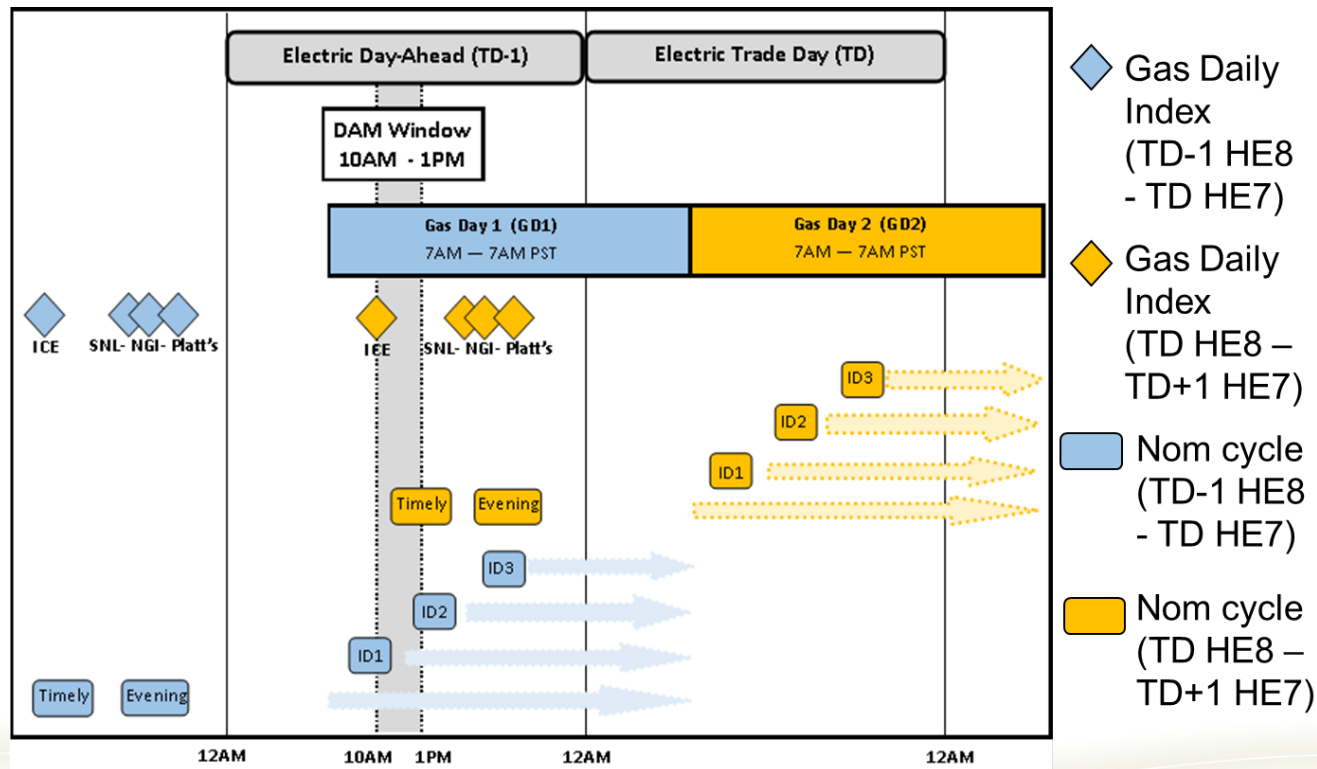 Electric Day-Ahead (TD-1)
Electric Trade Day (TD)
DAM Window
10AM - 1PM
Gas Day 1 (GD1)
7AM — 7AM PST
Gas Day 2 (GD2)
7AM — 7AM PST
ICE
SNL- NGI- Platt's
ICE
SNL- NGI- Platt's
ID3
ID2
ID1
Timely
Evening
ID3
ID2
ID1
Timely
Evening
12AM
10AM
1PM
12AM
12AM
Gas Daily
Index
(TD-1 HE8
- TD HE7)
Gas Daily
Index
(TD HE8 –
TD+1 HE7)
Nom cycle
(TD-1 HE8
- TD HE7)
Nom cycle
(TD HE8 –
TD+1 HE7)